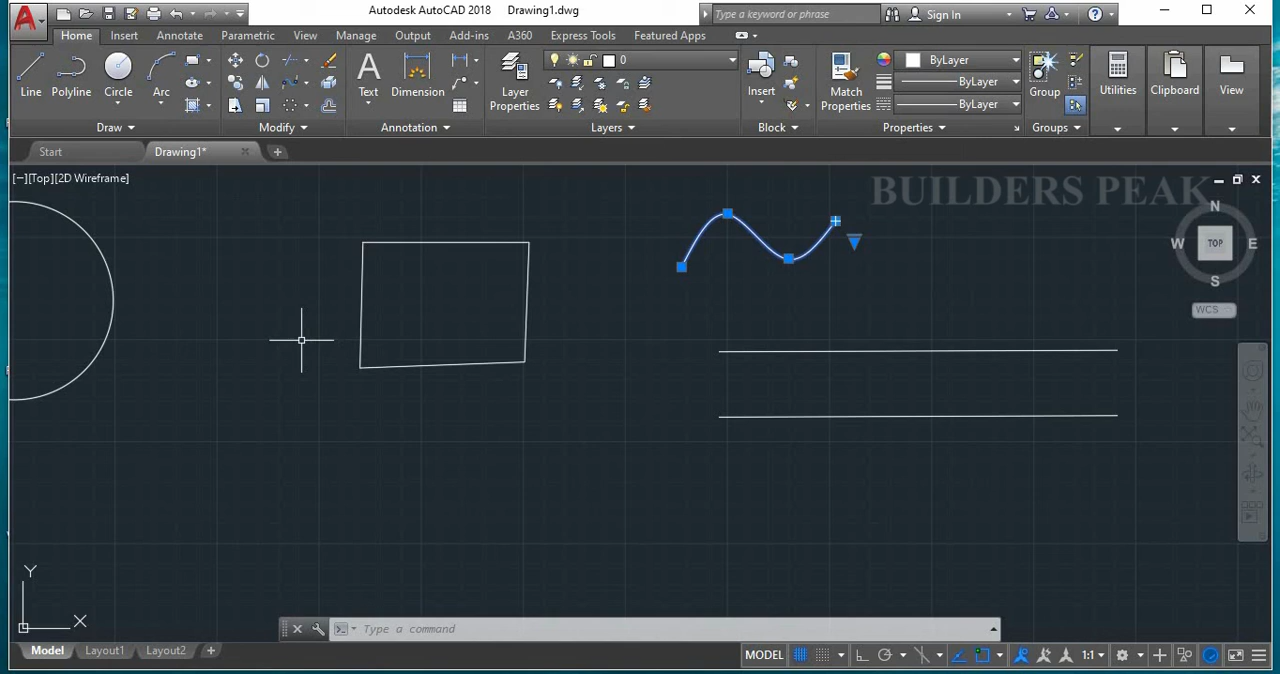 Autodesk AutoCAD 2018 Drawing1.dwg
Type a keyword or phrase
Sign In
Home Insert Annotate Parametric View Manage Output Add-ins A360 Express Tools Featured Apps
Line Polyline Circle Arc
Text Dimension
Layer Properties
0
Insert
Match Properties
ByLayer
ByLayer
ByLayer
Group
Utilities Clipboard View
Draw Modify Annotation Layers Block Properties Groups
Start Drawing1*
[−][Top][2D Wireframe]
BUILDERS PEAK
N
W TOP E
S
WCS
Y
X
Type a command
Model Layout1 Layout2
MODEL 1:1